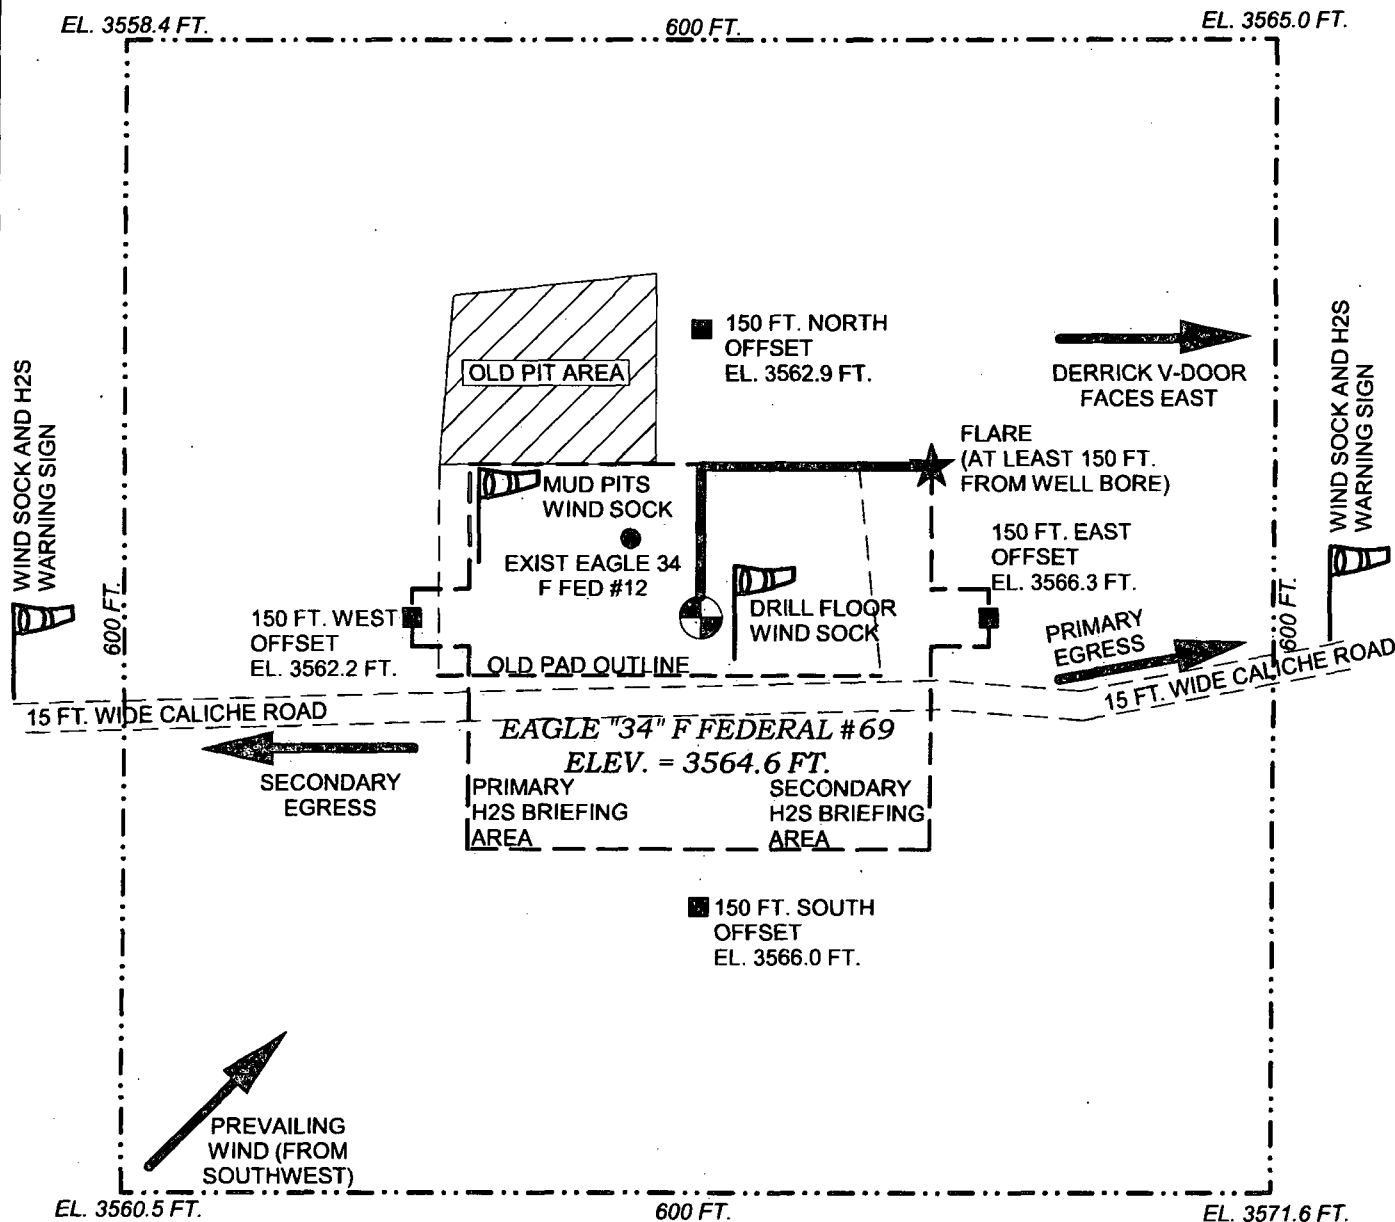 EL. 3558.4 FT.
600 FT.
EL. 3565.0 FT.
150 FT. NORTH
OFFSET
EL. 3562.9 FT.
OLD PIT AREA
DERRICK V-DOOR
FACES EAST
WIND SOCK AND H2S
WARNING SIGN
WIND SOCK AND H2S
WARNING SIGN
FLARE
(AT LEAST 150 FT.
FROM WELL BORE)
MUD PITS
WIND SOCK
EXIST EAGLE 34
F FED #12
150 FT. EAST
OFFSET
EL. 3566.3 FT.
600 FT.
150 FT. WEST
OFFSET
EL. 3562.2 FT.
DRILL FLOOR
WIND SOCK
PRIMARY
EGRESS
600 FT.
OLD PAD OUTLINE
15 FT. WIDE CALICHE ROAD
15 FT. WIDE CALICHE ROAD
EAGLE "34" F FEDERAL #69
ELEV. = 3564.6 FT.
SECONDARY
EGRESS
PRIMARY
H2S BRIEFING
AREA
SECONDARY
H2S BRIEFING
AREA
150 FT. SOUTH
OFFSET
EL. 3566.0 FT.
PREVAILING
WIND (FROM
SOUTHWEST)
EL. 3560.5 FT.
600 FT.
EL. 3571.6 FT.